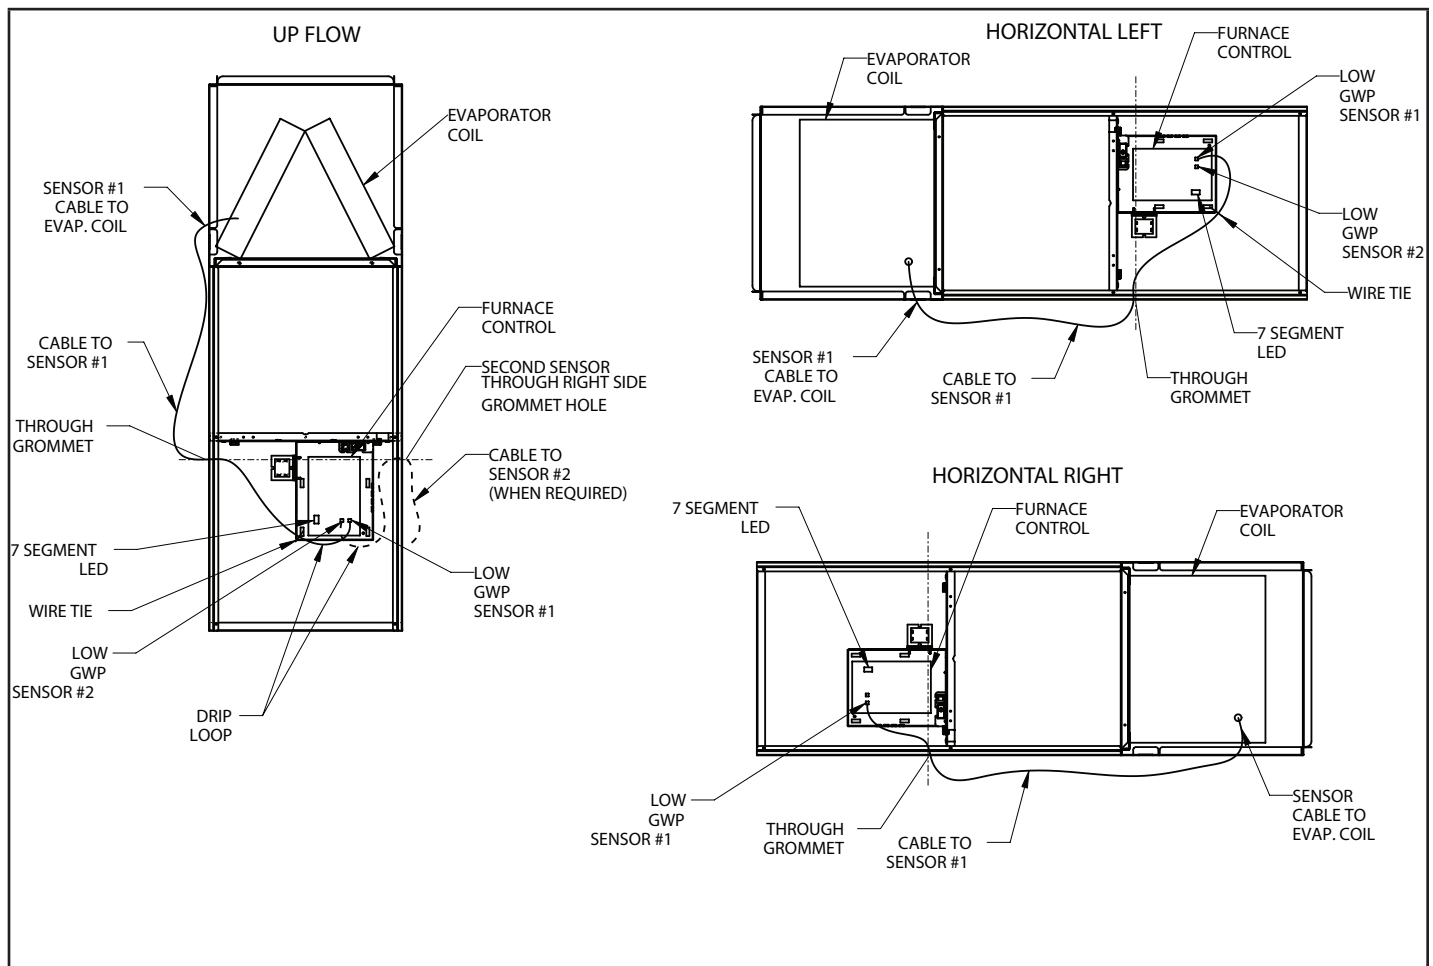 UP FLOW
EVAPORATOR
COIL
SENSOR #1
CABLE TO
EVAP. COIL
FURNACE
CONTROL
CABLE TO
SENSOR #1
SECOND SENSOR
THROUGH RIGHT SIDE
GROMMET HOLE
THROUGH
GROMMET
CABLE TO
SENSOR #2
(WHEN REQUIRED)
7 SEGMENT
LED
LOW
GWP
SENSOR #1
WIRE TIE
LOW
GWP
SENSOR #2
DRIP
LOOP
HORIZONTAL LEFT
EVAPORATOR
COIL
FURNACE
CONTROL
LOW
GWP
SENSOR #1
LOW
GWP
SENSOR #2
WIRE TIE
7 SEGMENT
LED
SENSOR #1
CABLE TO
EVAP. COIL
CABLE TO
SENSOR #1
THROUGH
GROMMET
HORIZONTAL RIGHT
7 SEGMENT
LED
FURNACE
CONTROL
EVAPORATOR
COIL
LOW
GWP
SENSOR #1
THROUGH
GROMMET
CABLE TO
SENSOR #1
SENSOR
CABLE TO
EVAP. COIL